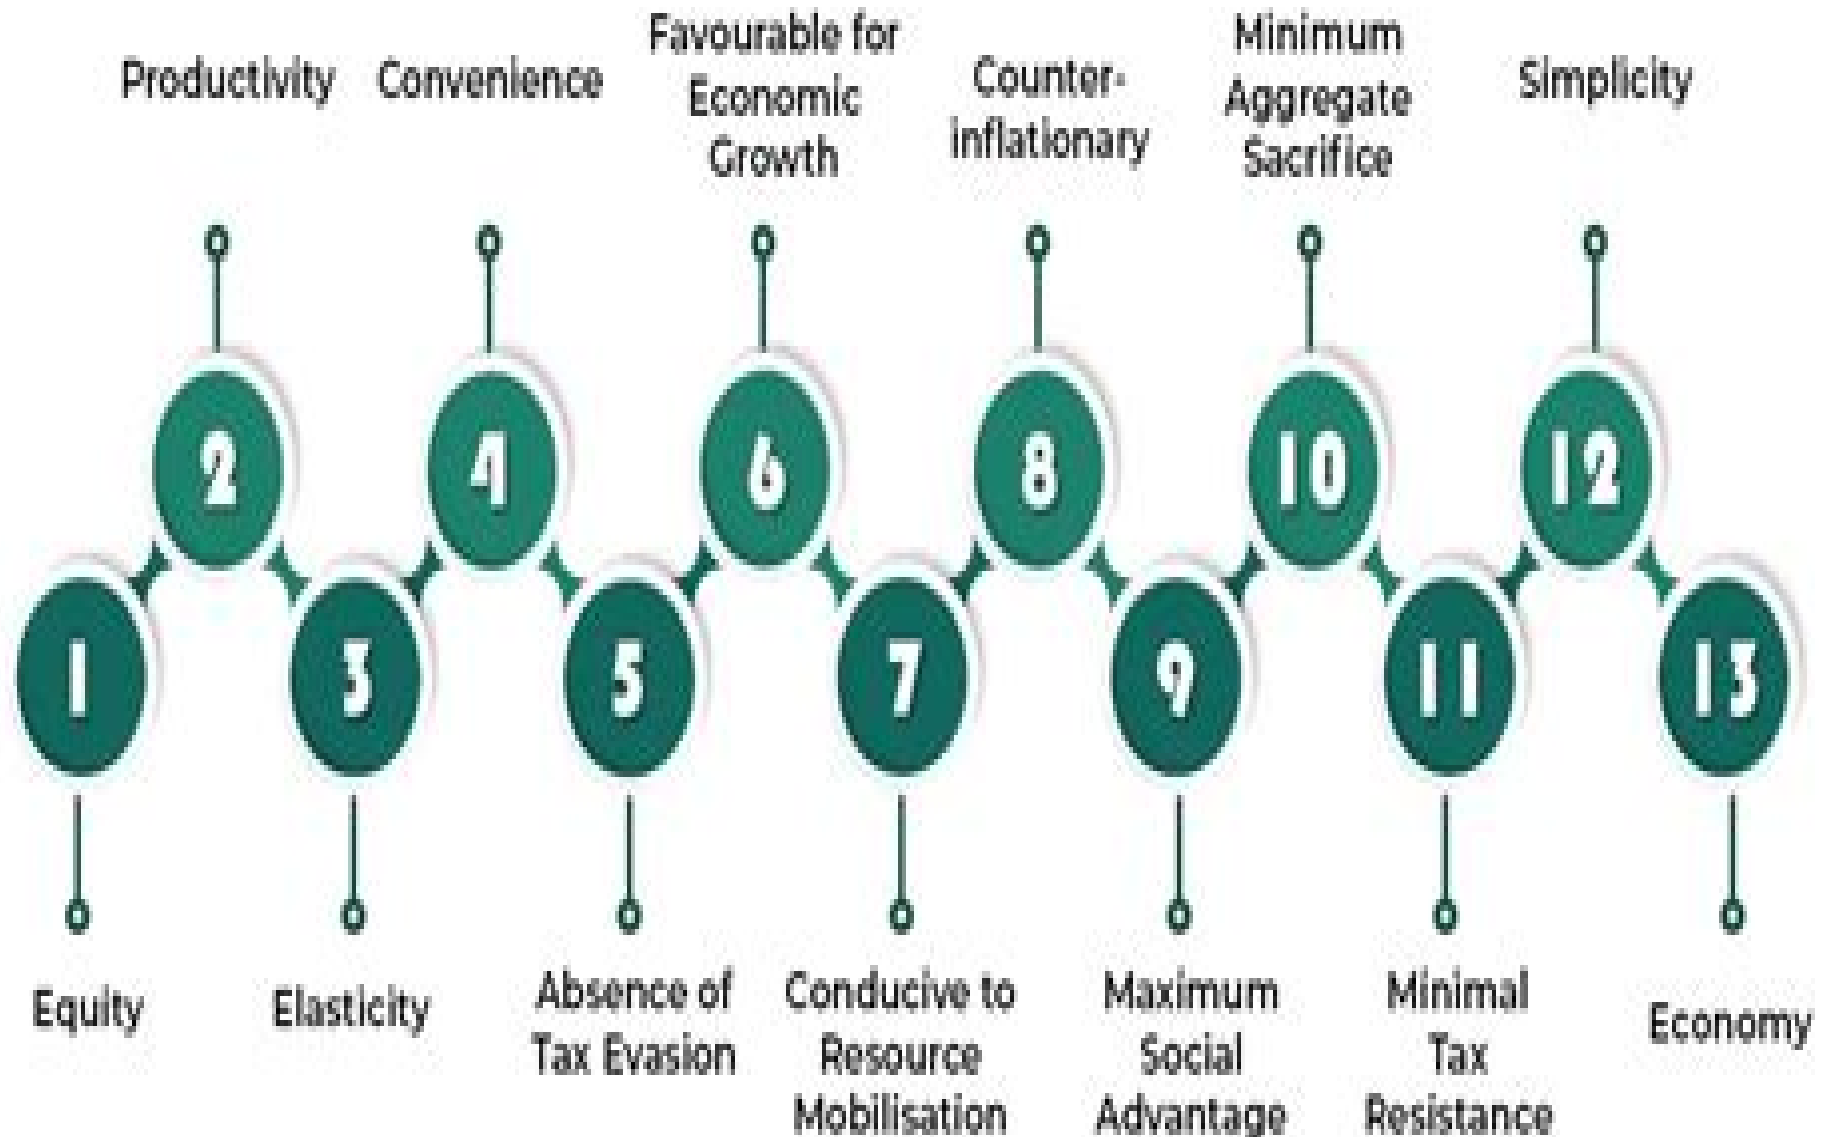 Productivity
Convenience
Favourable for
Economic
Growth
Counter-
inflationary
Minimum
Aggregate
Sacrifice
Simplicity
2
4
6
8
10
12
1
3
5
7
9
11
13
Equity
Elasticity
Absence of
Tax Evasion
Conducive to
Resource
Mobilisation
Maximum
Social
Advantage
Minimal
Tax
Resistance
Economy